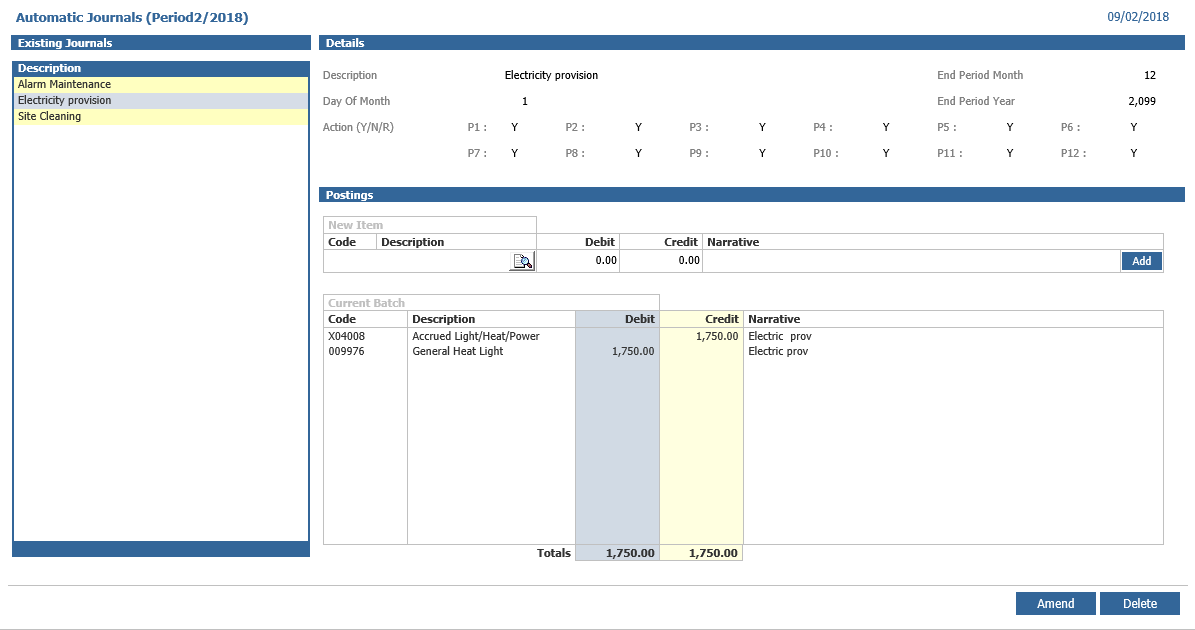 Automatic Journals (Period2/2018) 09/02/2018
Existing Journals
Description
Alarm Maintenance
Electricity provision
Site Cleaning
Details
Description Electricity provision End Period Month 12
Day Of Month 1 End Period Year 2,099
Action (Y/N/R) P1 : Y P2 : Y P3 : Y P4 : Y P5 : Y P6 : Y
P7 : Y P8 : Y P9 : Y P10 : Y P11 : Y P12 : Y
Postings
New Item
Code Description Debit Credit Narrative
0.00 0.00 Add
Current Batch
Code Description Debit Credit Narrative
X04008 Accrued Light/Heat/Power 1,750.00 Electric prov
009976 General Heat Light 1,750.00 Electric prov
Totals 1,750.00 1,750.00
Amend Delete